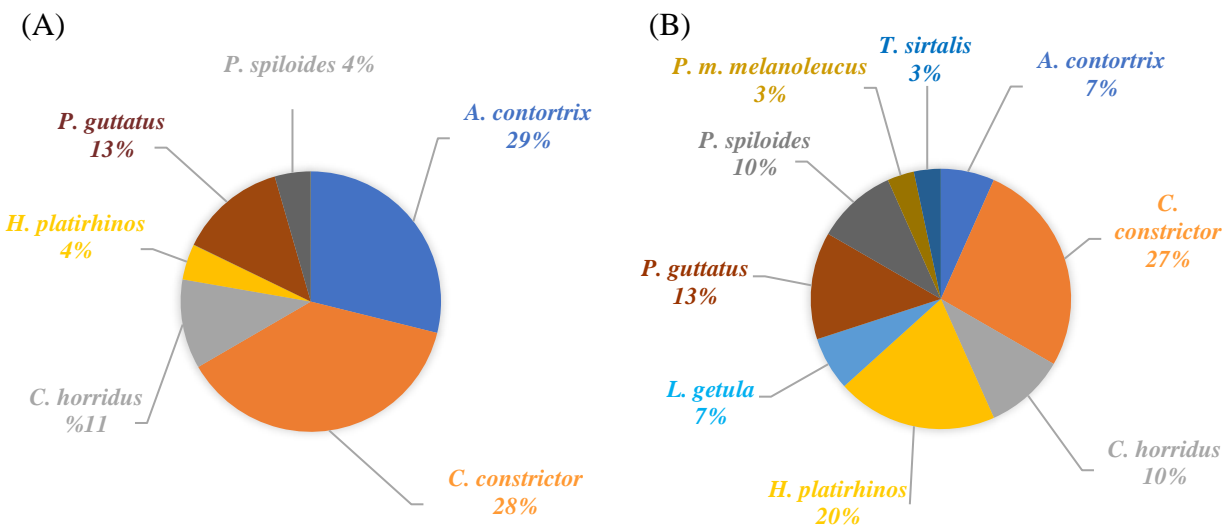 (A)
P. spiloides 4%
A. contortrix
29%
P. guttatus
13%
H. platirhinos
4%
C. horridus
%11
C. constrictor
28%
(B)
T. sirtalis
3%
A. contortrix
7%
P. m. melanoleucus
3%
P. spiloides
10%
C.
constrictor
27%
P. guttatus
13%
L. getula
7%
C. horridus
10%
H. platirhinos
20%